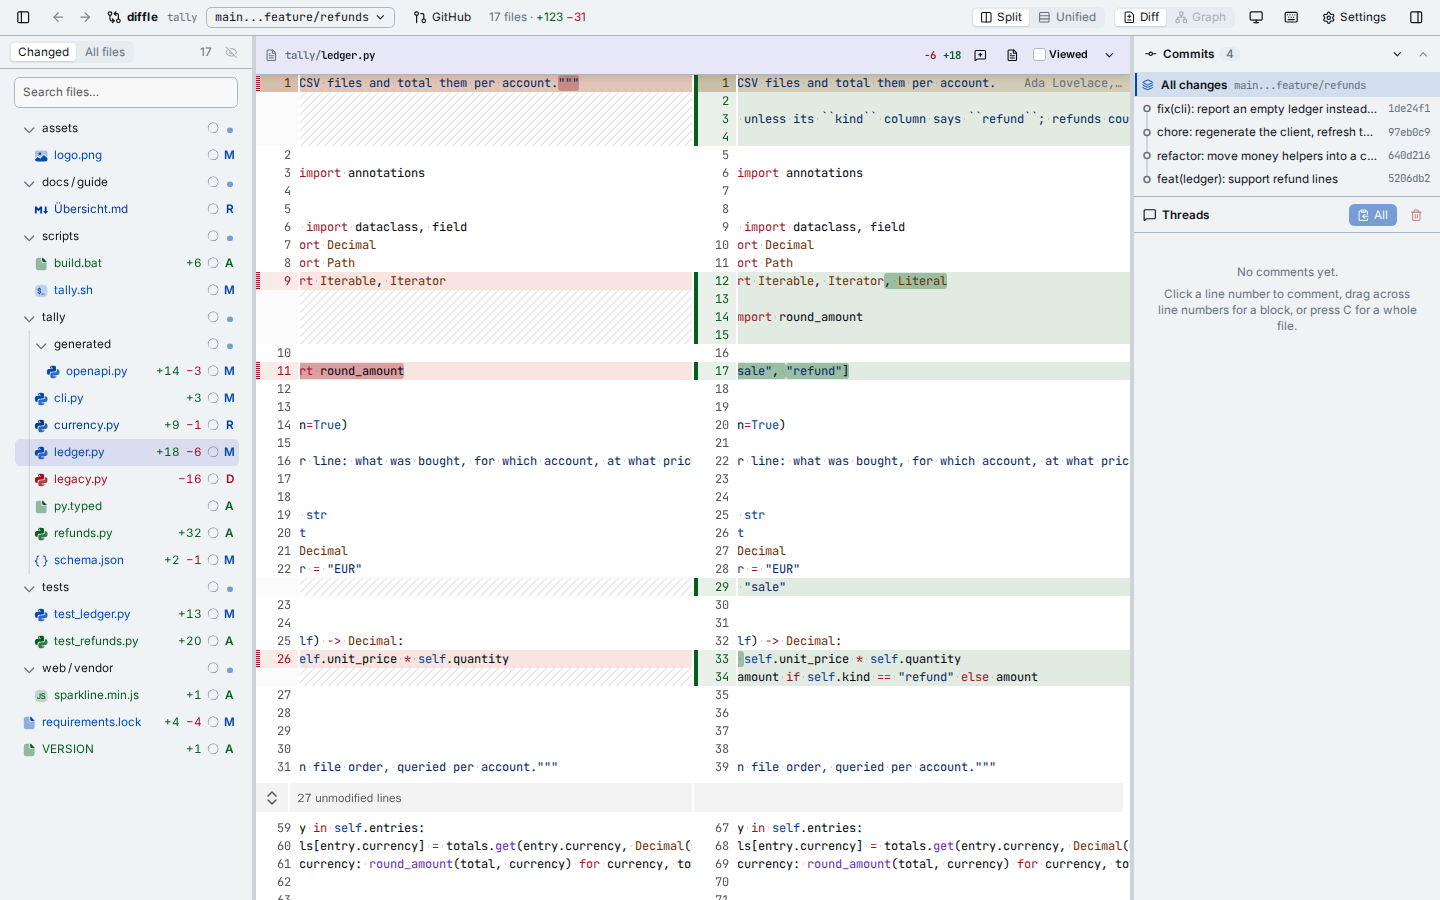 diffle tally main...feature/refunds GitHub 17 files · +123 −31 Split Unified Diff Graph Settings
Changed All files 17
Search files...
assets
logo.png M
docs/guide
Übersicht.md R
scripts
build.bat +6 A
tally.sh M
tally
generated
openapi.py +14 −3 M
cli.py +3 M
currency.py +9 −1 R
ledger.py +18 −6 M
legacy.py −16 D
py.typed A
refunds.py +32 A
schema.json +2 −1 M
tests
test_ledger.py +13 M
test_refunds.py +20 A
web/vendor
sparkline.min.js +1 A
requirements.lock +4 −4 M
VERSION +1 A
tally/ledger.py -6 +18 Viewed
1 CSV files and total them per account.""" 1 CSV files and total them per account. Ada Lovelace,…
2
3 unless its ``kind`` column says ``refund``; refunds cou
4
2 5
3 import annotations 6 import annotations
4 7
5 8
6 import dataclass, field 9 import dataclass, field
7 ort Decimal 10 ort Decimal
8 ort Path 11 ort Path
9 rt Iterable, Iterator 12 rt Iterable, Iterator, Literal
13
14 mport round_amount
15
10 16
11 rt round_amount 17 sale", "refund"]
12 18
13 19
14 n=True) 20 n=True)
15 21
16 r line: what was bought, for which account, at what pric 22 r line: what was bought, for which account, at what pric
17 23
18 24
19 str 25 str
20 t 26 t
21 Decimal 27 Decimal
22 r = "EUR" 28 r = "EUR"
29 "sale"
23 30
24 31
25 lf) -> Decimal: 32 lf) -> Decimal:
26 elf.unit_price * self.quantity 33 self.unit_price * self.quantity
34 amount if self.kind == "refund" else amount
27 35
28 36
29 37
30 38
31 n file order, queried per account.""" 39 n file order, queried per account."""
27 unmodified lines
59 y in self.entries: 67 y in self.entries:
60 ls[entry.currency] = totals.get(entry.currency, Decimal( 68 ls[entry.currency] = totals.get(entry.currency, Decimal(
61 currency: round_amount(total, currency) for currency, to 69 currency: round_amount(total, currency) for currency, to
62 70
63 71
Commits 4
All changes main...feature/refunds
fix(cli): report an empty ledger instead... 1de24f1
chore: regenerate the client, refresh t... 97eb0c9
refactor: move money helpers into a c... 640d216
feat(ledger): support refund lines 5206db2
Threads All
No comments yet.
Click a line number to comment, drag across
line numbers for a block, or press C for a whole
file.